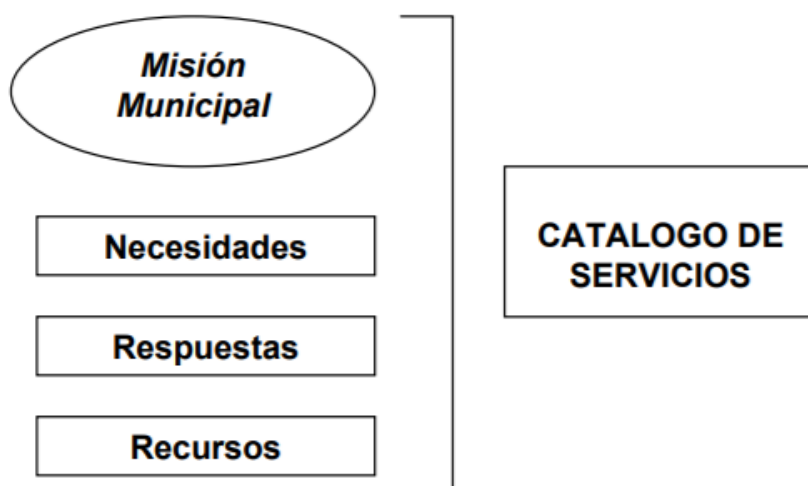 Misión
Municipal
Necesidades
Respuestas
Recursos
CATALOGO DE
SERVICIOS